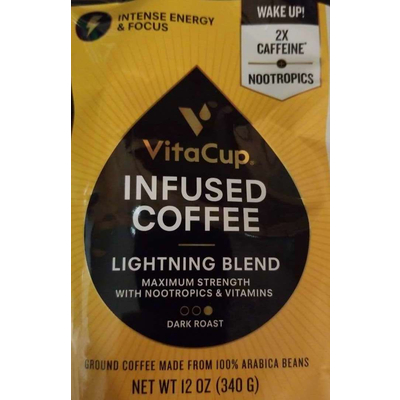 INTENSE ENERGY
& FOCUS
WAKE UP!
2X
CAFFEINE*
NOOTROPICS
VitaCup®
INFUSED
COFFEE
LIGHTNING BLEND
MAXIMUM STRENGTH
WITH NOOTROPICS & VITAMINS
DARK ROAST
GROUND COFFEE MADE FROM 100% ARABICA BEANS
NET WT 12 OZ (340 G)